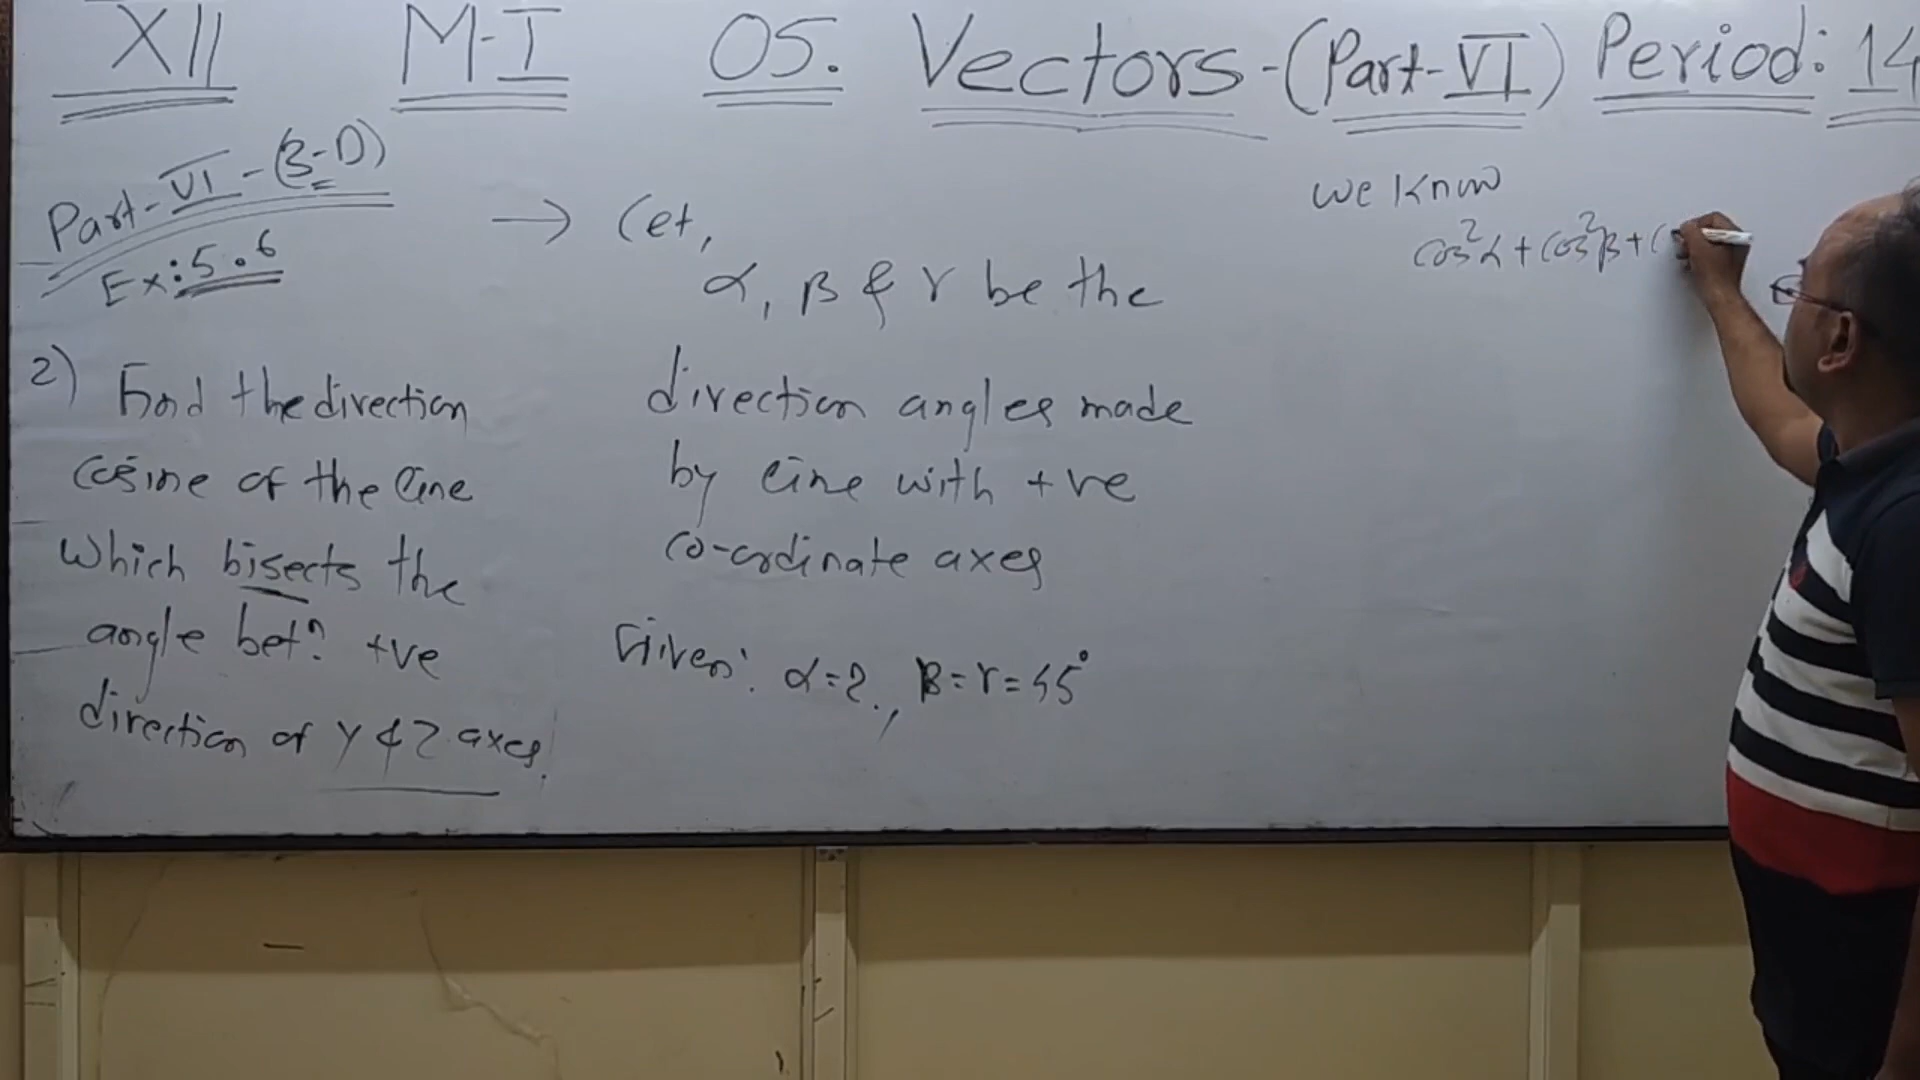 XII M-I 05. Vectors-(Part-VI) Period: 14
Part-VI-(3-D)
Ex:5.6
2) Find the direction
cosine of the line
which bisects the
angle betn +ve
direction of Y & Z axes.
→ Let,
α, β & γ be the
direction angles made
by line with +ve
co-ordinate axes
Given: α=?, β=γ=45°
we know
cos²α+cos²β+c